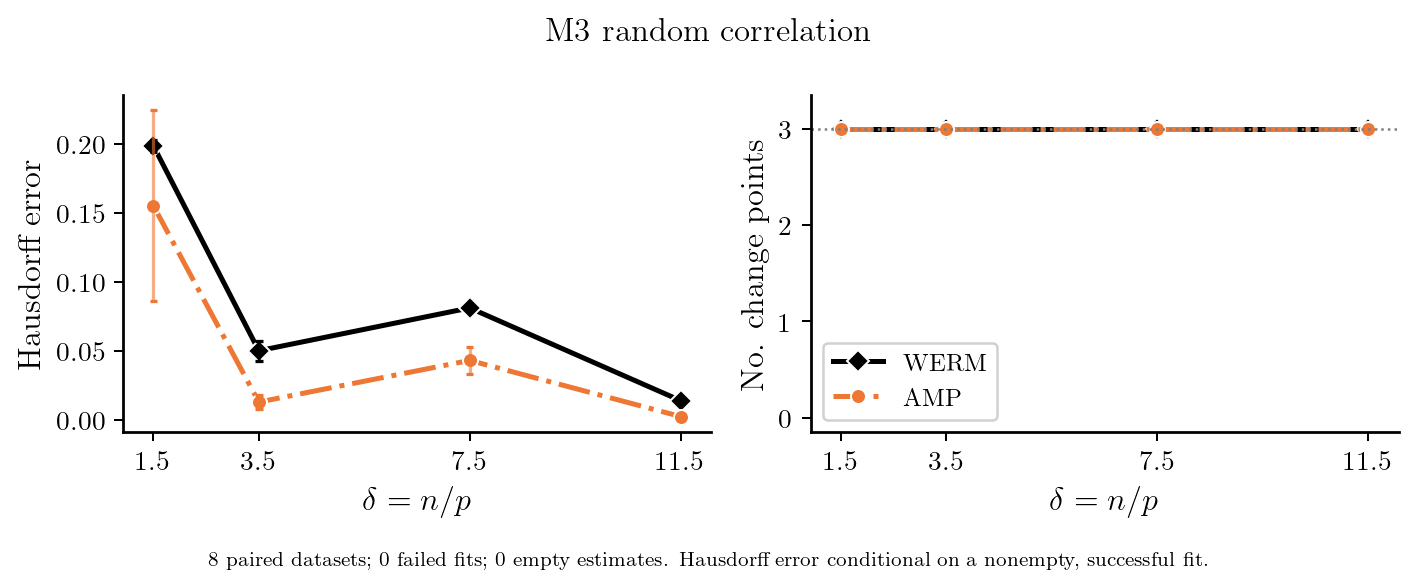 M3 random correlation
Hausdorff error
0.20
0.15
0.10
0.05
0.00
1.5 3.5 7.5 11.5
δ = n/p
No. change points
3
2
1
0
WERM
AMP
1.5 3.5 7.5 11.5
δ = n/p
8 paired datasets; 0 failed fits; 0 empty estimates. Hausdorff error conditional on a nonempty, successful fit.